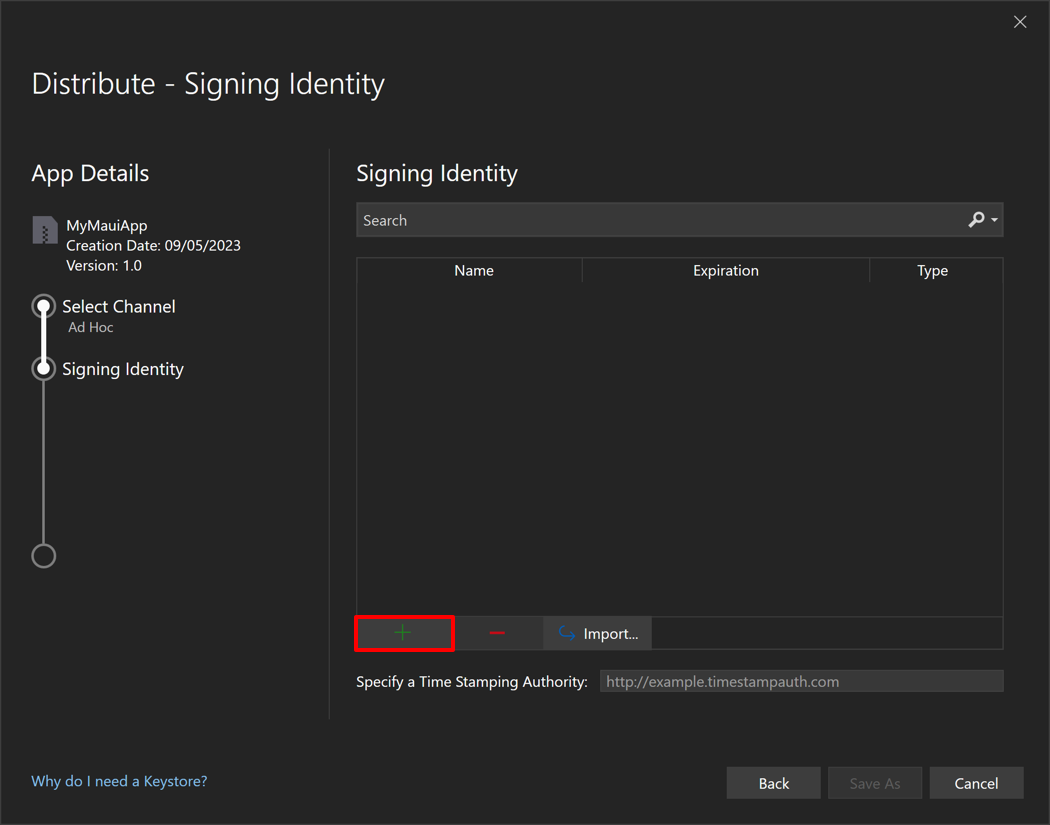 Distribute - Signing Identity
App Details
MyMauiApp
Creation Date: 09/05/2023
Version: 1.0
Select Channel
Ad Hoc
Signing Identity
Signing Identity
Search
Name Expiration Type
Import...
Specify a Time Stamping Authority: http://example.timestampauth.com
Why do I need a Keystore?
Back Save As Cancel